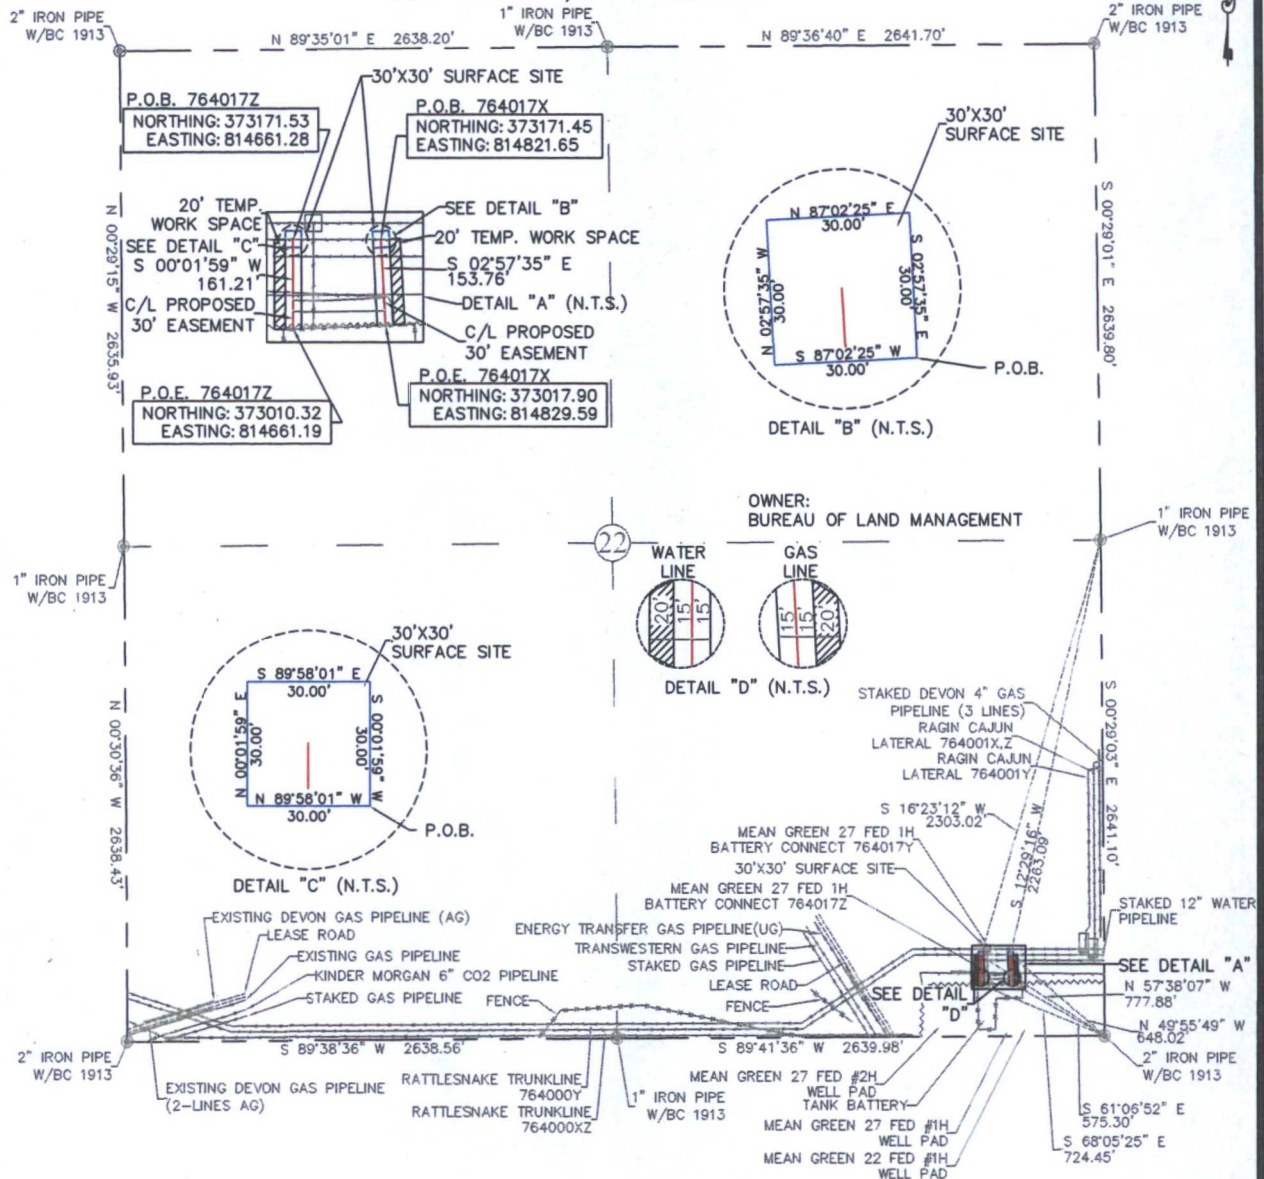 2" IRON PIPE
W/BC 1913
1" IRON PIPE
W/BC 1913
2" IRON PIPE
W/BC 1913
N 89°35'01" E 2638.20'
N 89°36'40" E 2641.70'
30'X30' SURFACE SITE
P.O.B. 764017Z
NORTHING: 373171.53
EASTING: 814661.28
P.O.B. 764017X
NORTHING: 373171.45
EASTING: 814821.65
20' TEMP.
WORK SPACE
SEE DETAIL "C"
S 00°01'59" W
161.21'
C/L PROPOSED
30' EASEMENT
SEE DETAIL "B"
20' TEMP. WORK SPACE
S 02°57'35" E
153.76'
DETAIL "A" (N.T.S.)
C/L PROPOSED
30' EASEMENT
P.O.E. 764017Z
NORTHING: 373010.32
EASTING: 814661.19
P.O.E. 764017X
NORTHING: 373017.90
EASTING: 814829.59
N 00°29'15" W 2635.93'
30'X30'
SURFACE SITE
N 87°02'25" E
30.00'
S 02°57'35" E
30.00'
N 02°57'35" W
30.00'
S 87°02'25" W
30.00'
P.O.B.
DETAIL "B" (N.T.S.)
S 00°28'01" E 2639.80'
OWNER:
BUREAU OF LAND MANAGEMENT
1" IRON PIPE
W/BC 1913
22
1" IRON PIPE
W/BC 1913
WATER
LINE
20'
15'
15'
GAS
LINE
15'
15'
20'
DETAIL "D" (N.T.S.)
30'X30'
SURFACE SITE
S 89°58'01" E
30.00'
N 00°01'59" E
30.00'
S 00°01'59" W
30.00'
N 89°58'01" W
30.00'
P.O.B.
DETAIL "C" (N.T.S.)
N 00°30'36" W 2638.43'
STAKED DEVON 4" GAS
PIPELINE (3 LINES)
RAGIN CAJUN
LATERAL 764001X,Z
RAGIN CAJUN
LATERAL 764001Y
S 00°29'03" E 2641.10'
S 16°23'12" W
2303.02'
S 12°29'16" W
2263.09'
MEAN GREEN 27 FED 1H
BATTERY CONNECT 764017Y
30'X30' SURFACE SITE
MEAN GREEN 27 FED 1H
BATTERY CONNECT 764017Z
STAKED 12" WATER
PIPELINE
EXISTING DEVON GAS PIPELINE (AG)
LEASE ROAD
EXISTING GAS PIPELINE
KINDER MORGAN 6" CO2 PIPELINE
STAKED GAS PIPELINE
FENCE
ENERGY TRANSFER GAS PIPELINE(UG)
TRANSWESTERN GAS PIPELINE
STAKED GAS PIPELINE
LEASE ROAD
FENCE
SEE DETAIL
"D"
SEE DETAIL "A"
N 57°38'07" W
777.88'
N 49°55'49" W
648.02'
2" IRON PIPE
W/BC 1913
S 89°38'36" W 2638.56'
S 89°41'36" W 2639.98'
2" IRON PIPE
W/BC 1913
EXISTING DEVON GAS PIPELINE
(2-LINES AG)
RATTLESNAKE TRUNKLINE
764000Y
RATTLESNAKE TRUNKLINE
764000XZ
1" IRON PIPE
W/BC 1913
MEAN GREEN 27 FED #2H
WELL PAD
TANK BATTERY
MEAN GREEN 27 FED #1H
WELL PAD
MEAN GREEN 22 FED #1H
WELL PAD
S 61°06'52" E
575.30'
S 68°05'25" E
724.45'